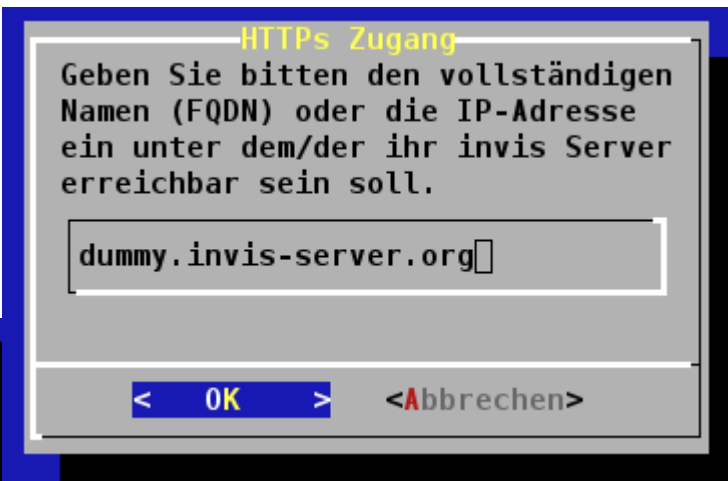 HTTPs Zugang
Geben Sie bitten den vollständigen
Namen (FQDN) oder die IP-Adresse
ein unter dem/der ihr invis Server
erreichbar sein soll.
dummy.invis-server.org
< OK > <Abbrechen>